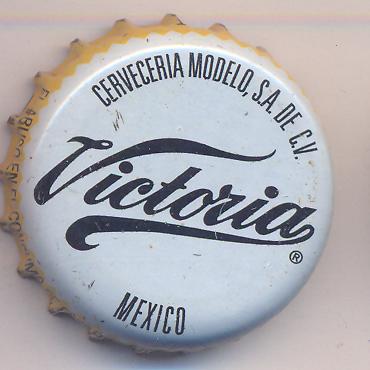 CERVECERIA MODELO, S.A. DE C.V.
Victoria ®
MEXICO